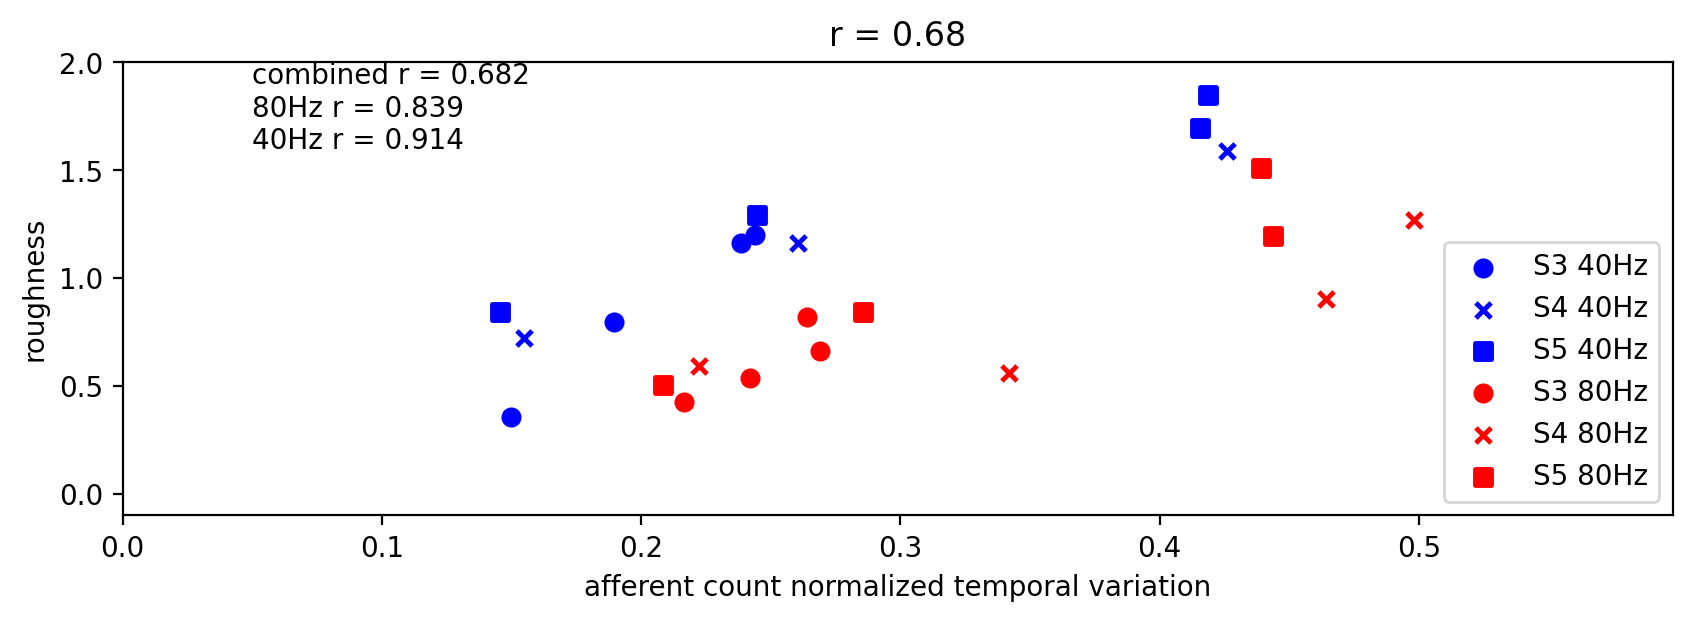 r = 0.68
combined r = 0.682
80Hz r = 0.839
40Hz r = 0.914
roughness
2.0
1.5
1.0
0.5
0.0
S3 40Hz
S4 40Hz
S5 40Hz
S3 80Hz
S4 80Hz
S5 80Hz
0.0 0.1 0.2 0.3 0.4 0.5
afferent count normalized temporal variation